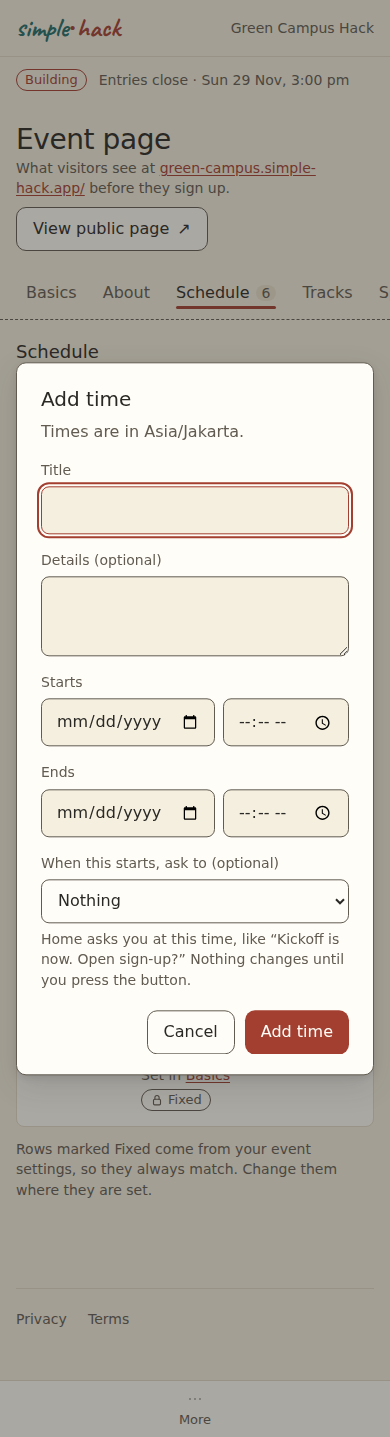 simple hack
Green Campus Hack
Building
Entries close · Sun 29 Nov, 3:00 pm
Event page
What visitors see at green-campus.simple-
hack.app/ before they sign up.
View public page ↗
Basics
About
Schedule 6
Tracks
S
Schedule
Add time
Times are in Asia/Jakarta.
Title
Details (optional)
Starts
mm/dd/yyyy
--:-- --
Ends
mm/dd/yyyy
--:-- --
When this starts, ask to (optional)
Nothing
Home asks you at this time, like “Kickoff is
now. Open sign-up?” Nothing changes until
you press the button.
Cancel
Add time
Set in Basics
Fixed
Rows marked Fixed come from your event
settings, so they always match. Change them
where they are set.
Privacy
Terms
...
More